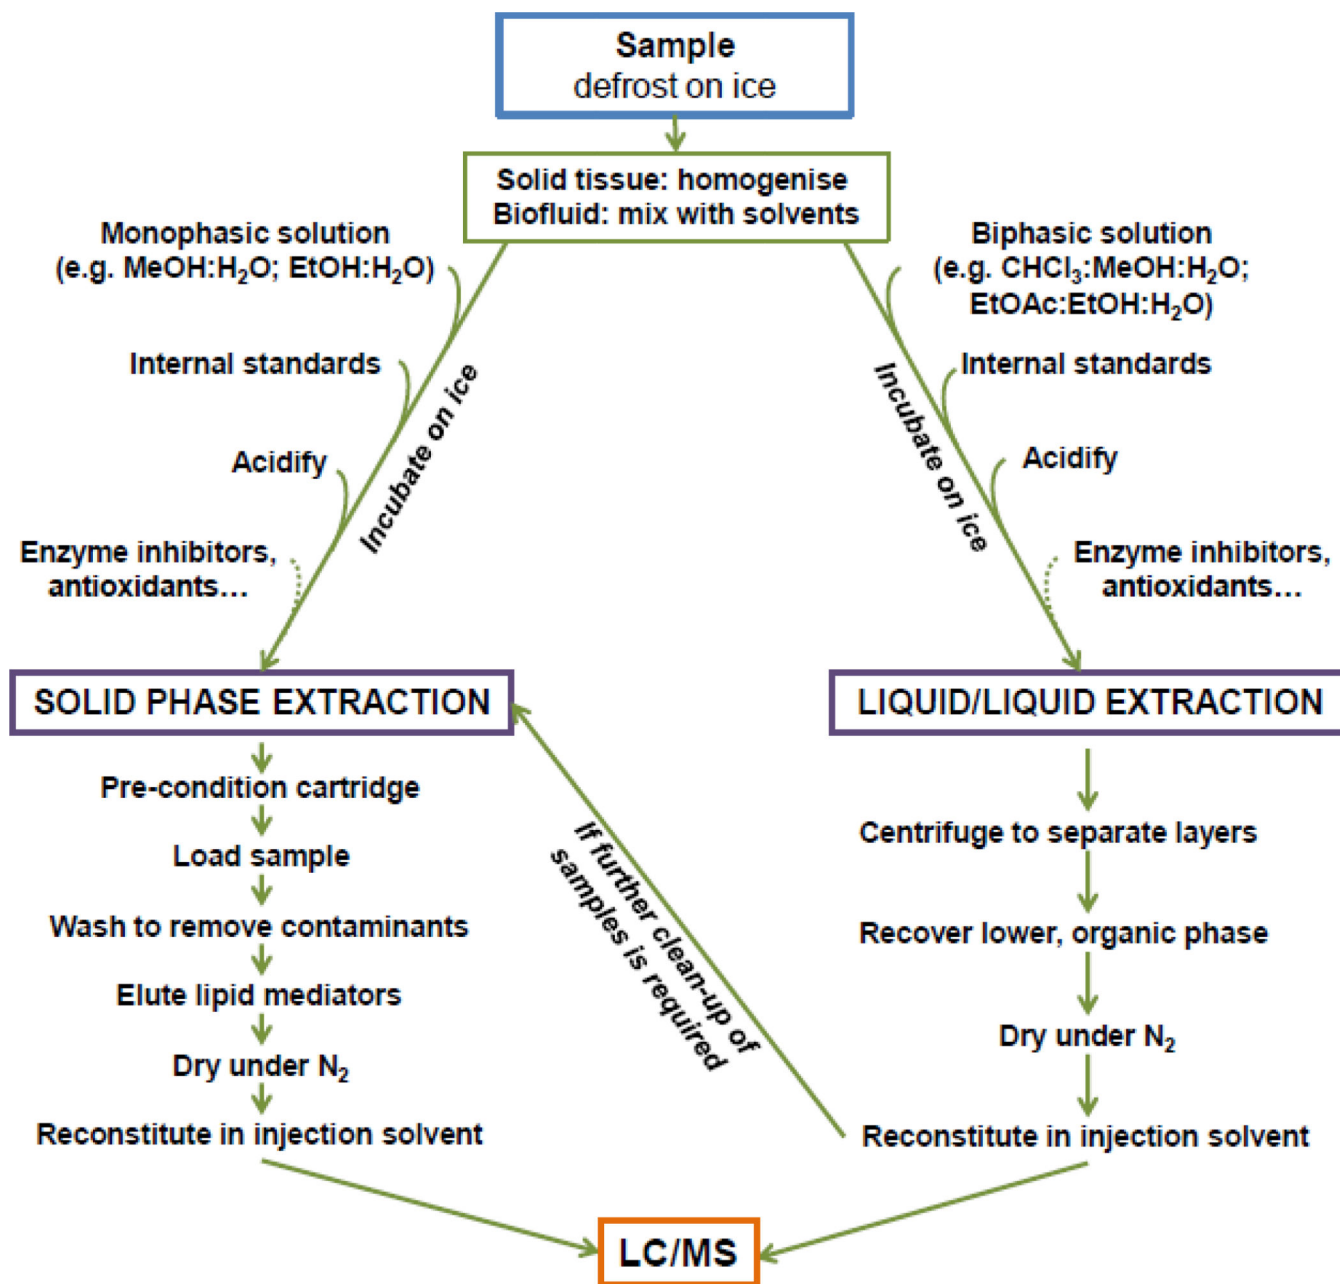 Sample
defrost on ice
Solid tissue: homogenise
Biofluid: mix with solvents
Monophasic solution
(e.g. MeOH:H₂O; EtOH:H₂O)
Internal standards
Acidify
Enzyme inhibitors,
antioxidants…
Incubate on ice
Biphasic solution
(e.g. CHCl₃:MeOH:H₂O;
EtOAc:EtOH:H₂O)
Internal standards
Acidify
Enzyme inhibitors,
antioxidants…
Incubate on ice
SOLID PHASE EXTRACTION
Pre-condition cartridge
Load sample
Wash to remove contaminants
Elute lipid mediators
Dry under N₂
Reconstitute in injection solvent
If further clean-up of
samples is required
LIQUID/LIQUID EXTRACTION
Centrifuge to separate layers
Recover lower, organic phase
Dry under N₂
Reconstitute in injection solvent
LC/MS